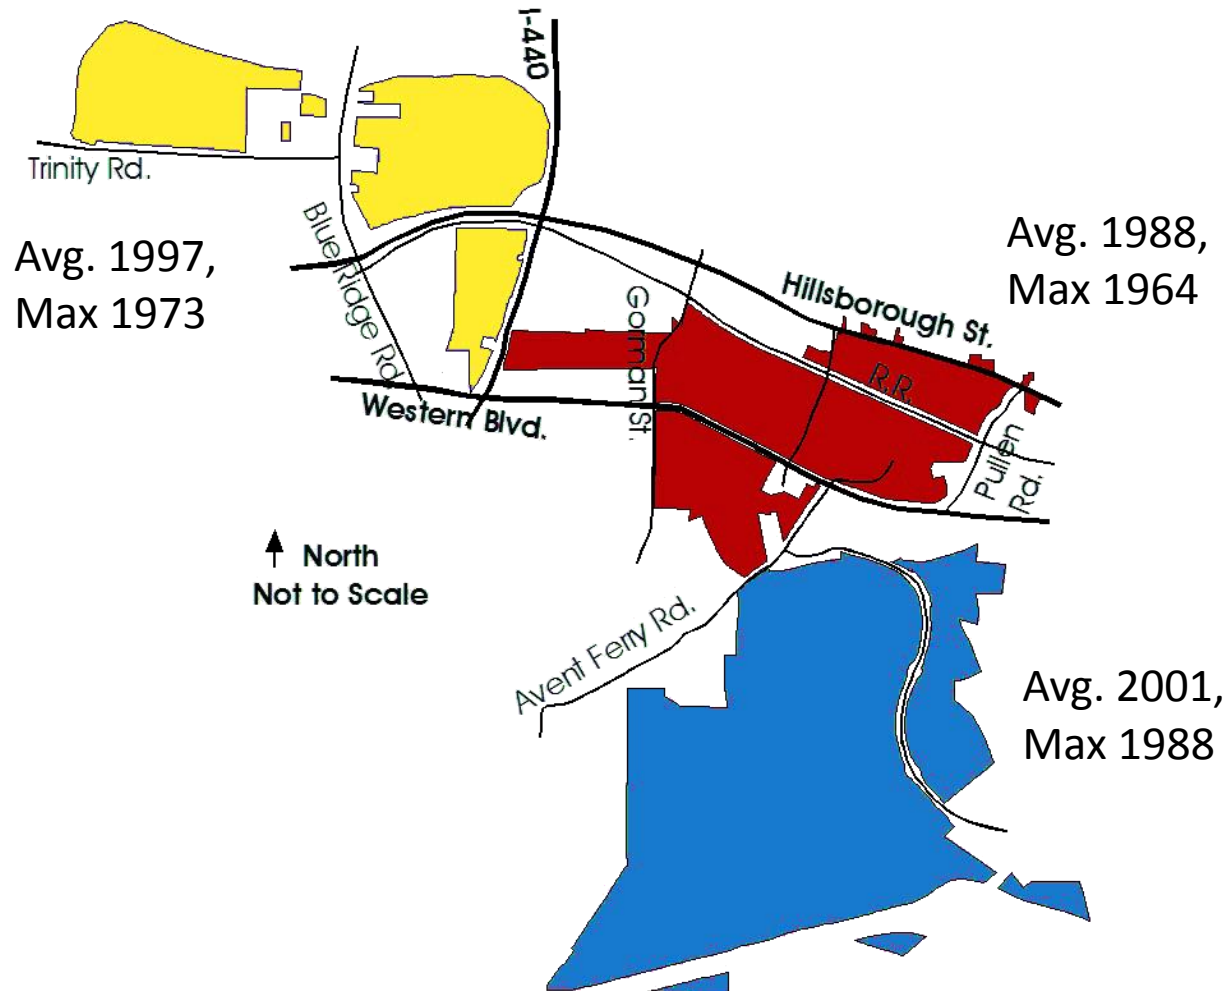 I-440
Trinity Rd.
Blue Ridge Rd.
Avg. 1997,
Max 1973
Avg. 1988,
Max 1964
Hillsborough St.
Gorman St.
R.R.
Western Blvd.
Pullen
Rd.
North
Not to Scale
Avent Ferry Rd.
Avg. 2001,
Max 1988